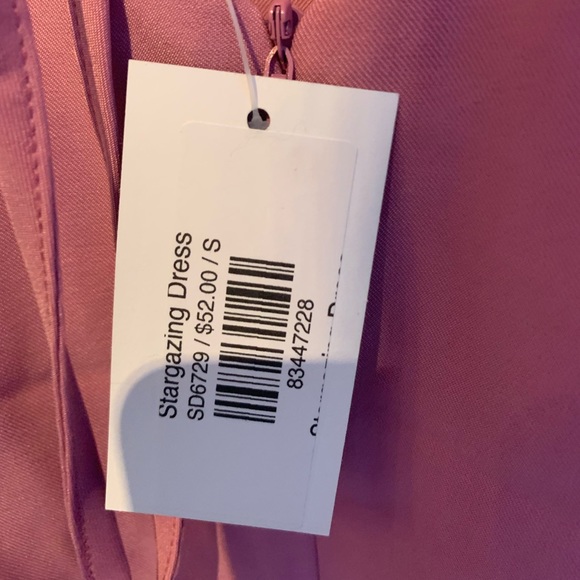 Stargazing Dress
SD6729 / $52.00 / S
83447228